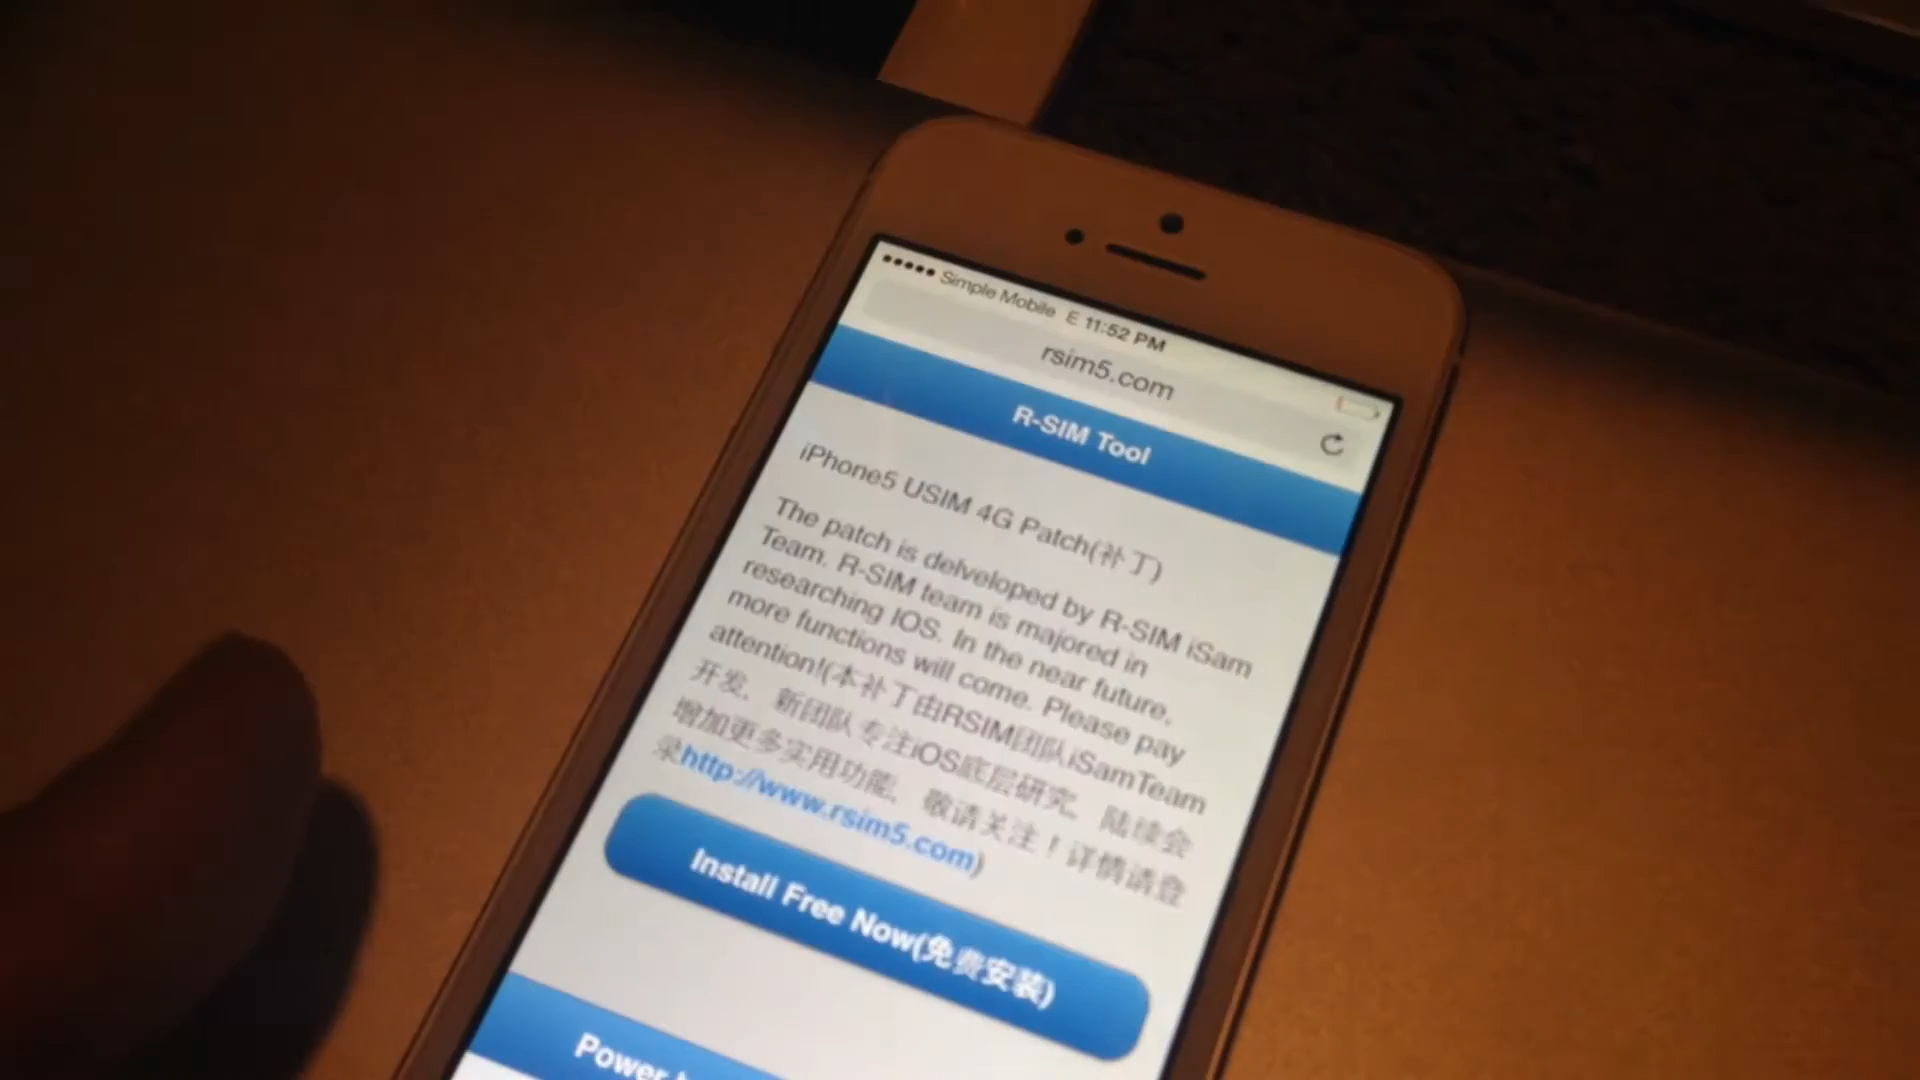 Simple Mobile E 11:52 PM
rsim5.com
R-SIM Tool
iPhone5 USIM 4G Patch(补丁)
The patch is delveloped by R-SIM iSam
Team. R-SIM team is majored in
researching IOS. In the near future,
more functions will come. Please pay
attention!(本补丁由RSIM团队iSamTeam
开发，新团队专注iOS底层研究，陆续会
增加更多实用功能，敬请关注！详情请登
录http://www.rsim5.com)
Install Free Now(免费安装)
Power